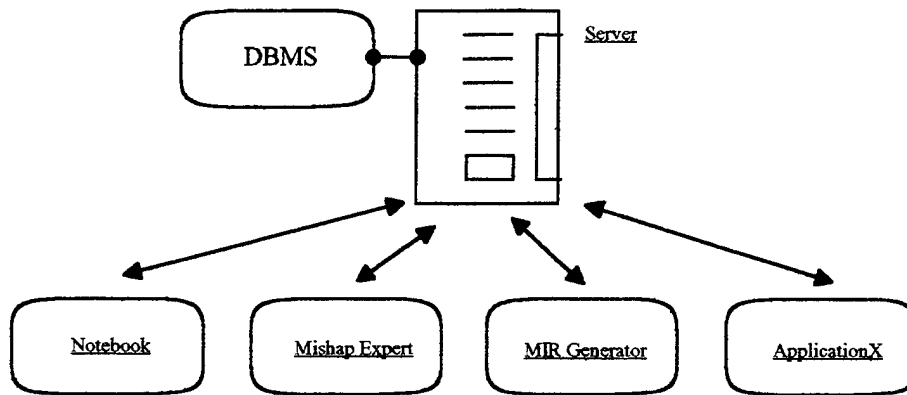 DBMS
Server
Notebook
Mishap Expert
MIR Generator
ApplicationX